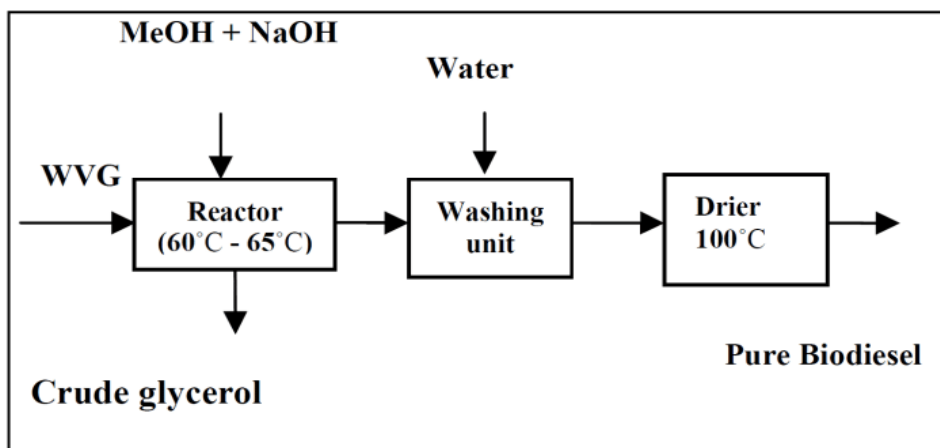 MeOH + NaOH
Water
WVG
Reactor
(60°C - 65°C)
Washing
unit
Drier
100°C
Pure Biodiesel
Crude glycerol